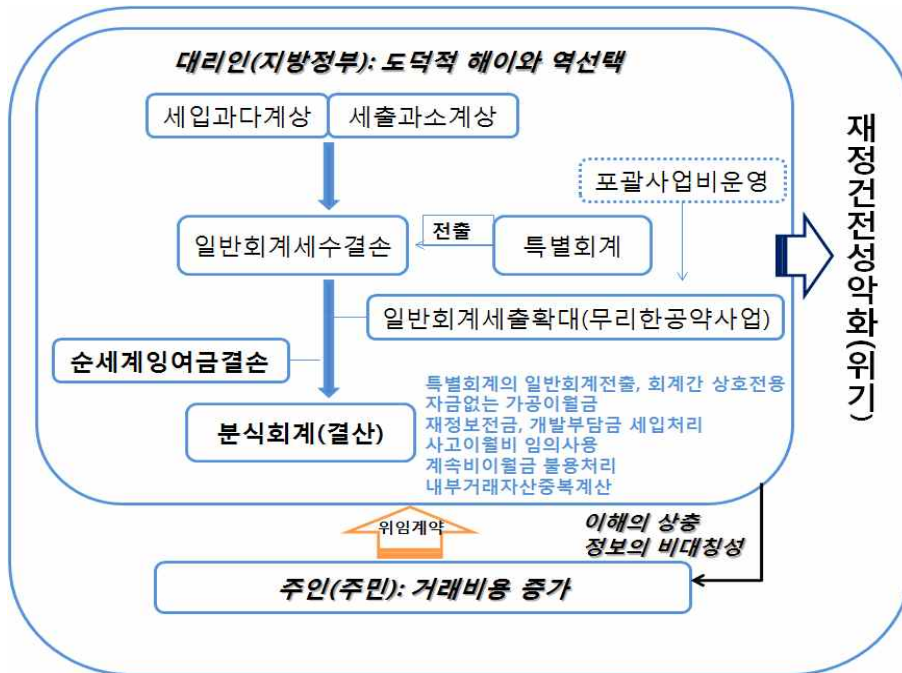 대리인(지방정부): 도덕적 해이와 역선택
세입과다계상
세출과소계상
포괄사업비운영
일반회계세수결손
전출
특별회계
일반회계세출확대(무리한공약사업)
순세계잉여금결손
분식회계(결산)
특별회계의 일반회계전출, 회계간 상호전용
자금없는 가공이월금
재정보전금, 개발부담금 세입처리
사고이월비 임의사용
계속비이월금 불용처리
내부거래자산중복계산
위임계약
이해의 상충
정보의 비대칭성
주인(주민): 거래비용 증가
재정건전성악화(위기)